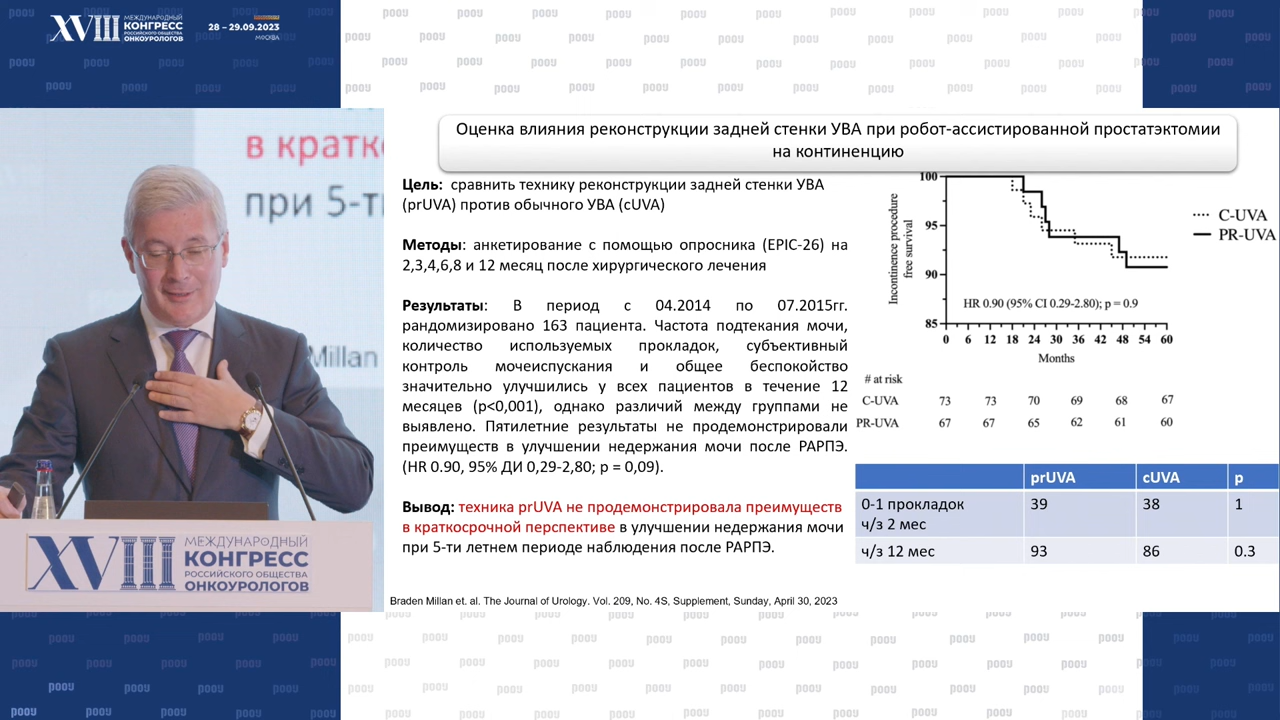 XVIII
МЕЖДУНАРОДНЫЙ
КОНГРЕСС
РОССИЙСКОГО ОБЩЕСТВА
ОНКОУРОЛОГОВ
28 – 29.09.2023
МОСКВА
в кратк
при 5-т
Millan
XVIII
МЕЖДУНАРОДНЫЙ
КОНГРЕСС
РОССИЙСКОГО ОБЩЕСТВА
ОНКОУРОЛОГОВ
Оценка влияния реконструкции задней стенки УВА при робот-ассистированной простатэктомии
на континенцию
Цель: сравнить технику реконструкции задней стенки УВА
(prUVA) против обычного УВА (cUVA)
Методы: анкетирование с помощью опросника (EPIC-26) на
2,3,4,6,8 и 12 месяц после хирургического лечения
Результаты: В период с 04.2014 по 07.2015гг.
рандомизировано 163 пациента. Частота подтекания мочи,
количество используемых прокладок, субъективный
контроль мочеиспускания и общее беспокойство
значительно улучшились у всех пациентов в течение 12
месяцев (p<0,001), однако различий между группами не
выявлено. Пятилетние результаты не продемонстрировали
преимуществ в улучшении недержания мочи после РАРПЭ.
(HR 0.90, 95% ДИ 0,29-2,80; p = 0,09).
Вывод: техника prUVA не продемонстрировала преимуществ
в краткосрочной перспективе в улучшении недержания мочи
при 5-ти летнем периоде наблюдения после РАРПЭ.
Braden Millan et. al. The Journal of Urology. Vol. 209, No. 4S, Supplement, Sunday, April 30, 2023
Incontinence procedure
free survival
100
95
90
85
C-UVA
PR-UVA
HR 0.90 (95% CI 0.29-2.80); p = 0.9
0 6 12 18 24 30 36 42 48 54 60
Months
# at risk
C-UVA 73 73 70 69 68 67
PR-UVA 67 67 65 62 61 60
prUVA cUVA p
0-1 прокладок 39 38 1
ч/з 2 мес
ч/з 12 мес 93 86 0.3